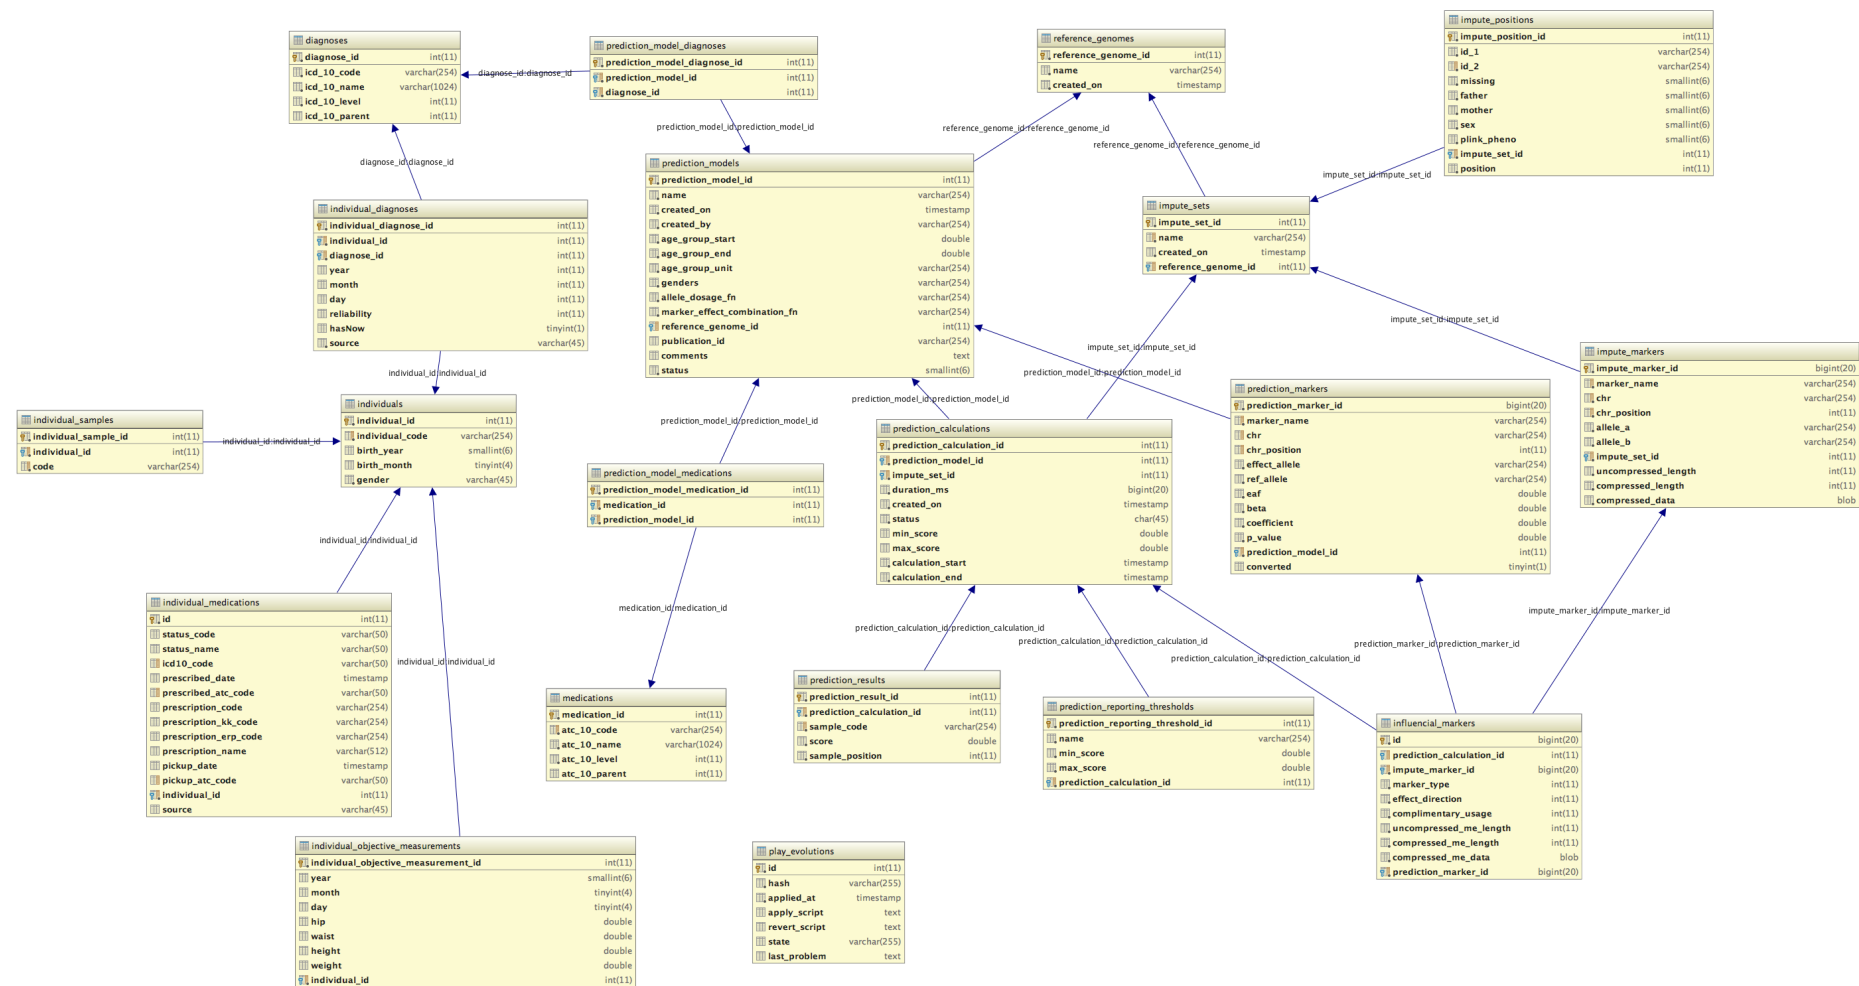 diagnoses
diagnose_id int(11)
icd_10_code varchar(254)
icd_10_name varchar(1024)
icd_10_level int(11)
icd_10_parent int(11)
prediction_model_diagnoses
prediction_model_diagnose_id int(11)
prediction_model_id int(11)
diagnose_id int(11)
reference_genomes
reference_genome_id int(11)
name varchar(254)
created_on timestamp
impute_positions
impute_position_id int(11)
id_1 varchar(254)
id_2 varchar(254)
missing smallint(6)
father smallint(6)
mother smallint(6)
sex smallint(6)
plink_pheno smallint(6)
impute_set_id int(11)
position int(11)
diagnose_id:diagnose_id
prediction_model_id:prediction_model_id
reference_genome_id:reference_genome_id
reference_genome_id:reference_genome_id
impute_set_id:impute_set_id
diagnose_id:diagnose_id
prediction_models
prediction_model_id int(11)
name varchar(254)
created_on timestamp
created_by varchar(254)
age_group_start double
age_group_end double
age_group_unit varchar(254)
genders varchar(254)
allele_dosage_fn varchar(254)
marker_effect_combination_fn varchar(254)
reference_genome_id int(11)
publication_id varchar(254)
comments text
status smallint(6)
impute_sets
impute_set_id int(11)
name varchar(254)
created_on timestamp
reference_genome_id int(11)
individual_diagnoses
individual_diagnose_id int(11)
individual_id int(11)
diagnose_id int(11)
year int(11)
month int(11)
day int(11)
reliability int(11)
hasNow tinyint(1)
source varchar(45)
impute_set_id:impute_set_id
impute_set_id:impute_set_id
prediction_model_id:prediction_model_id
individual_id:individual_id
impute_markers
impute_marker_id bigint(20)
marker_name varchar(254)
chr varchar(254)
chr_position int(11)
allele_a varchar(254)
allele_b varchar(254)
impute_set_id int(11)
uncompressed_length int(11)
compressed_length int(11)
compressed_data blob
prediction_markers
prediction_marker_id bigint(20)
marker_name varchar(254)
chr varchar(254)
chr_position int(11)
effect_allele varchar(254)
ref_allele varchar(254)
eaf double
beta double
coefficient double
p_value double
prediction_model_id int(11)
converted tinyint(1)
individual_samples
individual_sample_id int(11)
individual_id int(11)
code varchar(254)
individual_id:individual_id
individuals
individual_id int(11)
individual_code varchar(254)
birth_year smallint(6)
birth_month tinyint(4)
gender varchar(45)
prediction_model_id:prediction_model_id
prediction_model_id:prediction_model_id
prediction_calculations
prediction_calculation_id int(11)
prediction_model_id int(11)
impute_set_id int(11)
duration_ms bigint(20)
created_on timestamp
status char(45)
min_score double
max_score double
calculation_start timestamp
calculation_end timestamp
prediction_model_medications
prediction_model_medication_id int(11)
medication_id int(11)
prediction_model_id int(11)
individual_id:individual_id
individual_medications
id int(11)
status_code varchar(50)
status_name varchar(50)
icd10_code varchar(50)
prescribed_date timestamp
prescribed_atc_code varchar(50)
prescription_code varchar(254)
prescription_kk_code varchar(254)
prescription_erp_code varchar(254)
prescription_name varchar(512)
pickup_date timestamp
pickup_atc_code varchar(50)
individual_id int(11)
source varchar(45)
individual_id:individual_id
medication_id:medication_id
prediction_calculation_id:prediction_calculation_id
prediction_calculation_id:prediction_calculation_id
prediction_calculation_id:prediction_calculation_id
prediction_marker_id:prediction_marker_id
impute_marker_id:impute_marker_id
medications
medication_id int(11)
atc_10_code varchar(254)
atc_10_name varchar(1024)
atc_10_level int(11)
atc_10_parent int(11)
prediction_results
prediction_result_id int(11)
prediction_calculation_id int(11)
sample_code varchar(254)
score double
sample_position int(11)
prediction_reporting_thresholds
prediction_reporting_threshold_id int(11)
name varchar(254)
min_score double
max_score double
prediction_calculation_id int(11)
influencial_markers
id bigint(20)
prediction_calculation_id int(11)
impute_marker_id bigint(20)
marker_type int(11)
effect_direction int(11)
complimentary_usage int(11)
uncompressed_me_length int(11)
compressed_me_length int(11)
compressed_me_data blob
prediction_marker_id bigint(20)
individual_objective_measurements
individual_objective_measurement_id int(11)
year smallint(6)
month tinyint(4)
day tinyint(4)
hip double
waist double
height double
weight double
individual_id int(11)
play_evolutions
id int(11)
hash varchar(255)
applied_at timestamp
apply_script text
revert_script text
state varchar(255)
last_problem text